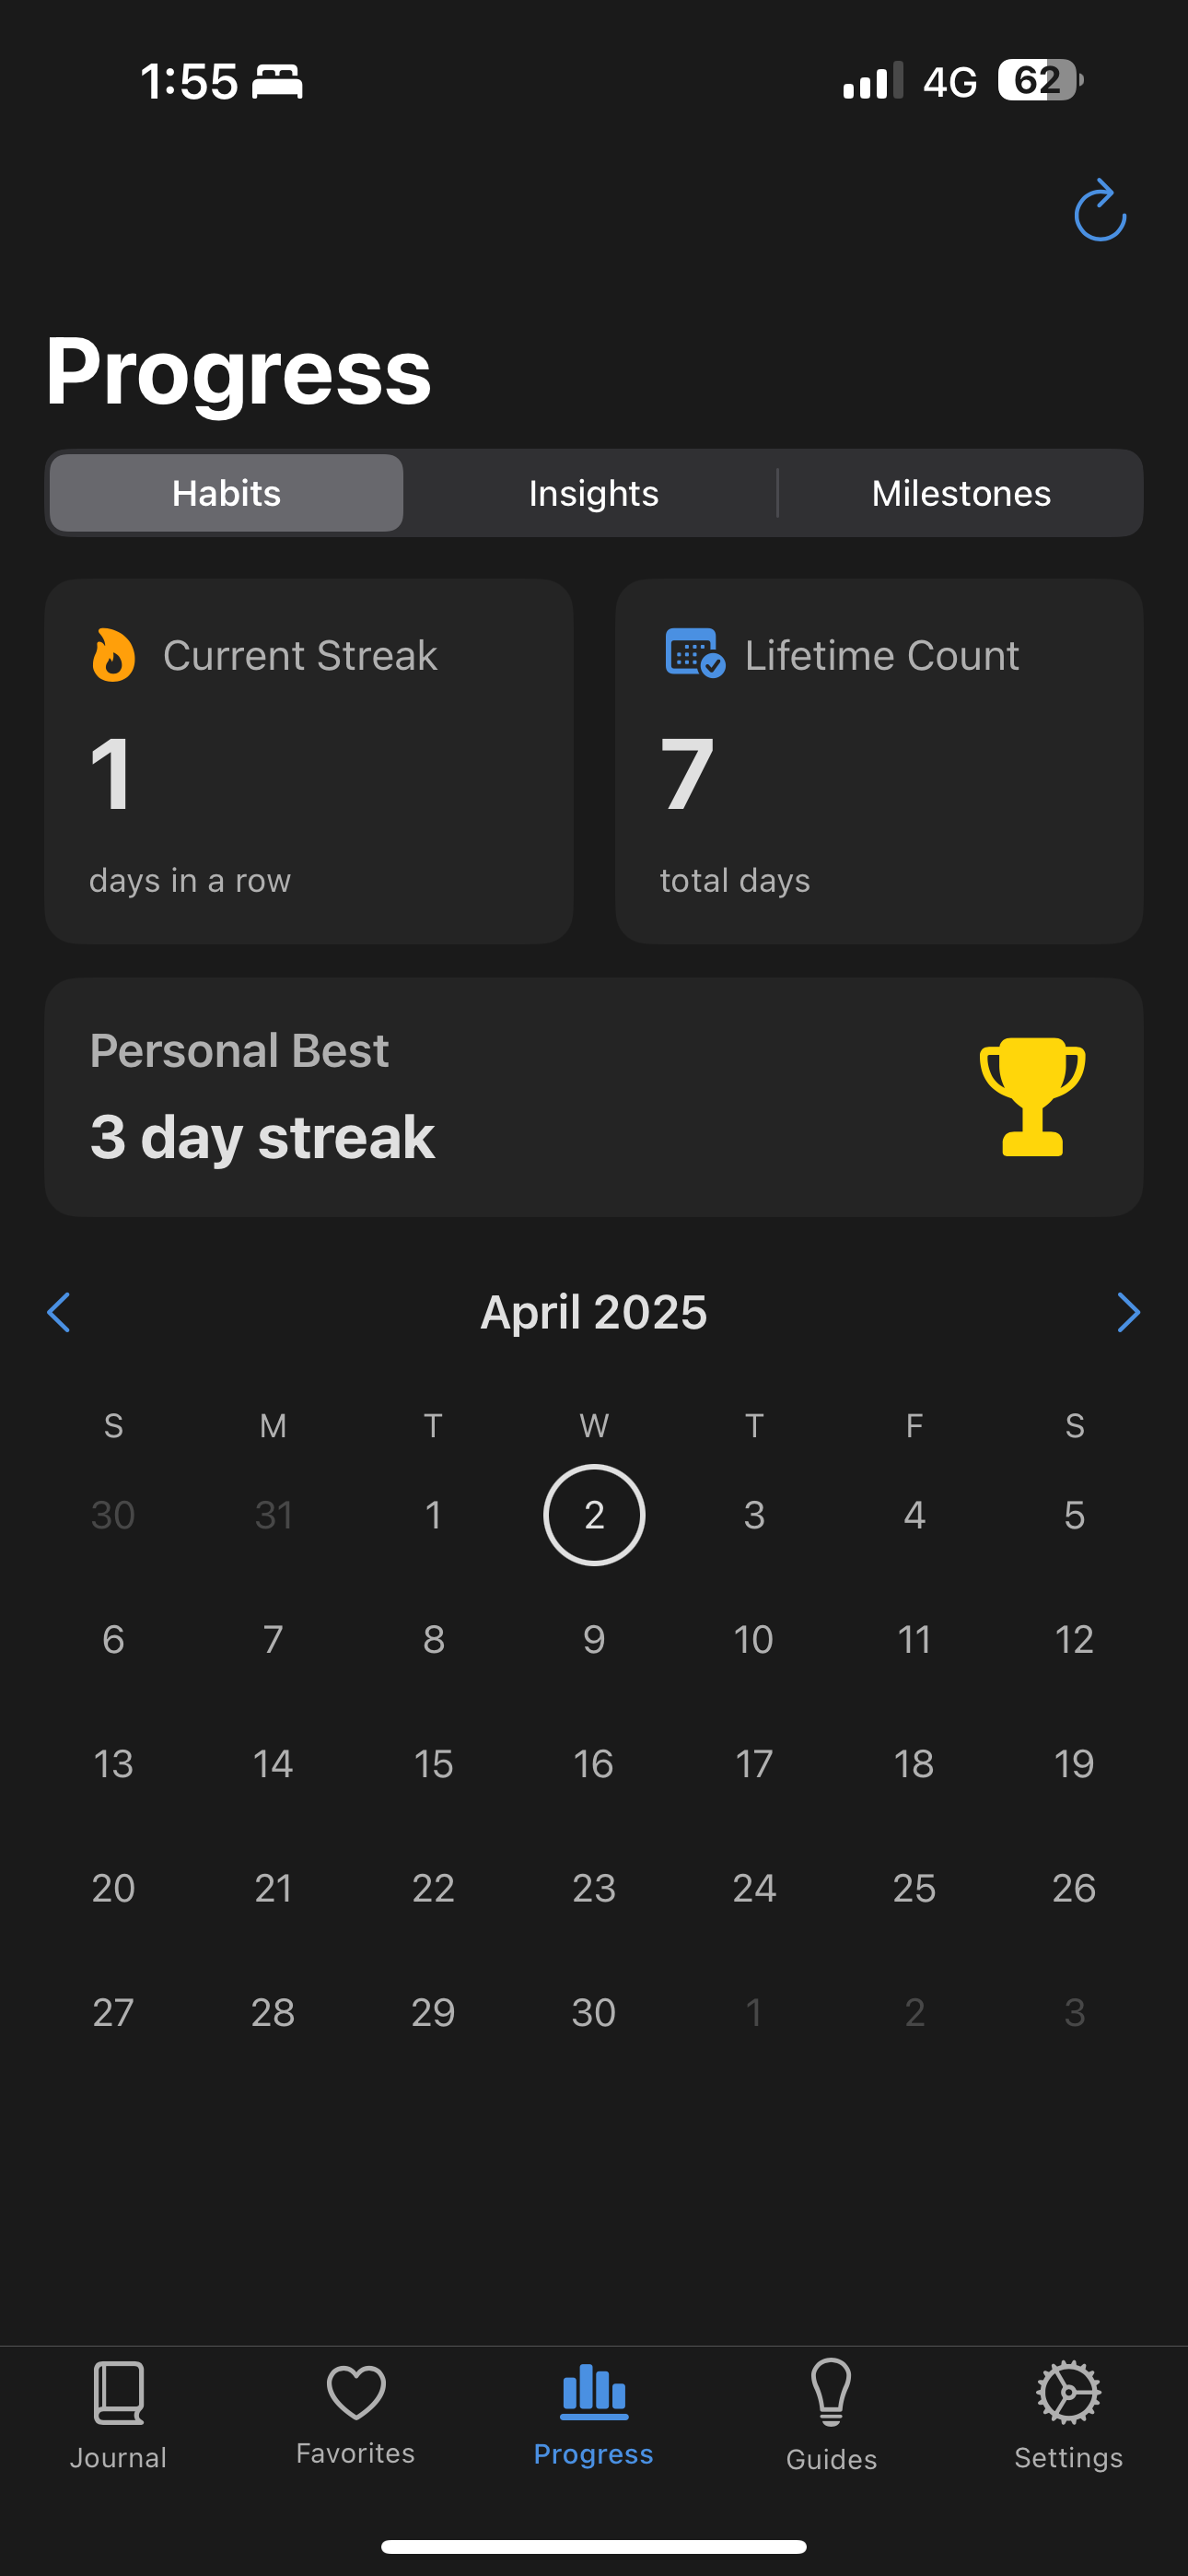 1:55 4G 62
Progress
Habits Insights Milestones
Current Streak
1
days in a row
Lifetime Count
7
total days
Personal Best
3 day streak
April 2025
S M T W T F S
30 31 1 2 3 4 5
6 7 8 9 10 11 12
13 14 15 16 17 18 19
20 21 22 23 24 25 26
27 28 29 30 1 2 3
Journal Favorites Progress Guides Settings